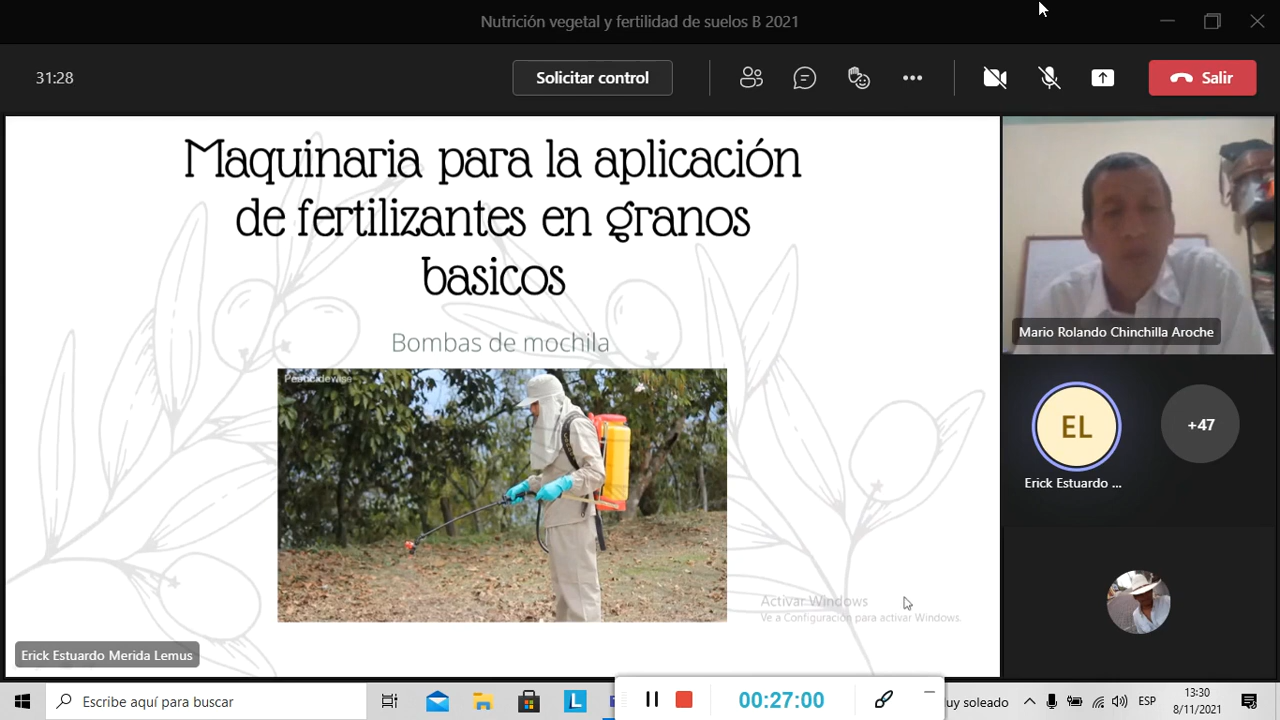 Nutrición vegetal y fertilidad de suelos B 2021
31:28
Solicitar control
Salir
Maquinaria para la aplicación
de fertilizantes en granos
basicos
Bombas de mochila
Mario Rolando Chinchilla Aroche
EL
+47
Erick Estuardo ...
Activar Windows
Ve a Configuración para activar Windows.
Erick Estuardo Merida Lemus
Escribe aquí para buscar
L
00:27:00
soleado
ESP
13:30
8/11/2021